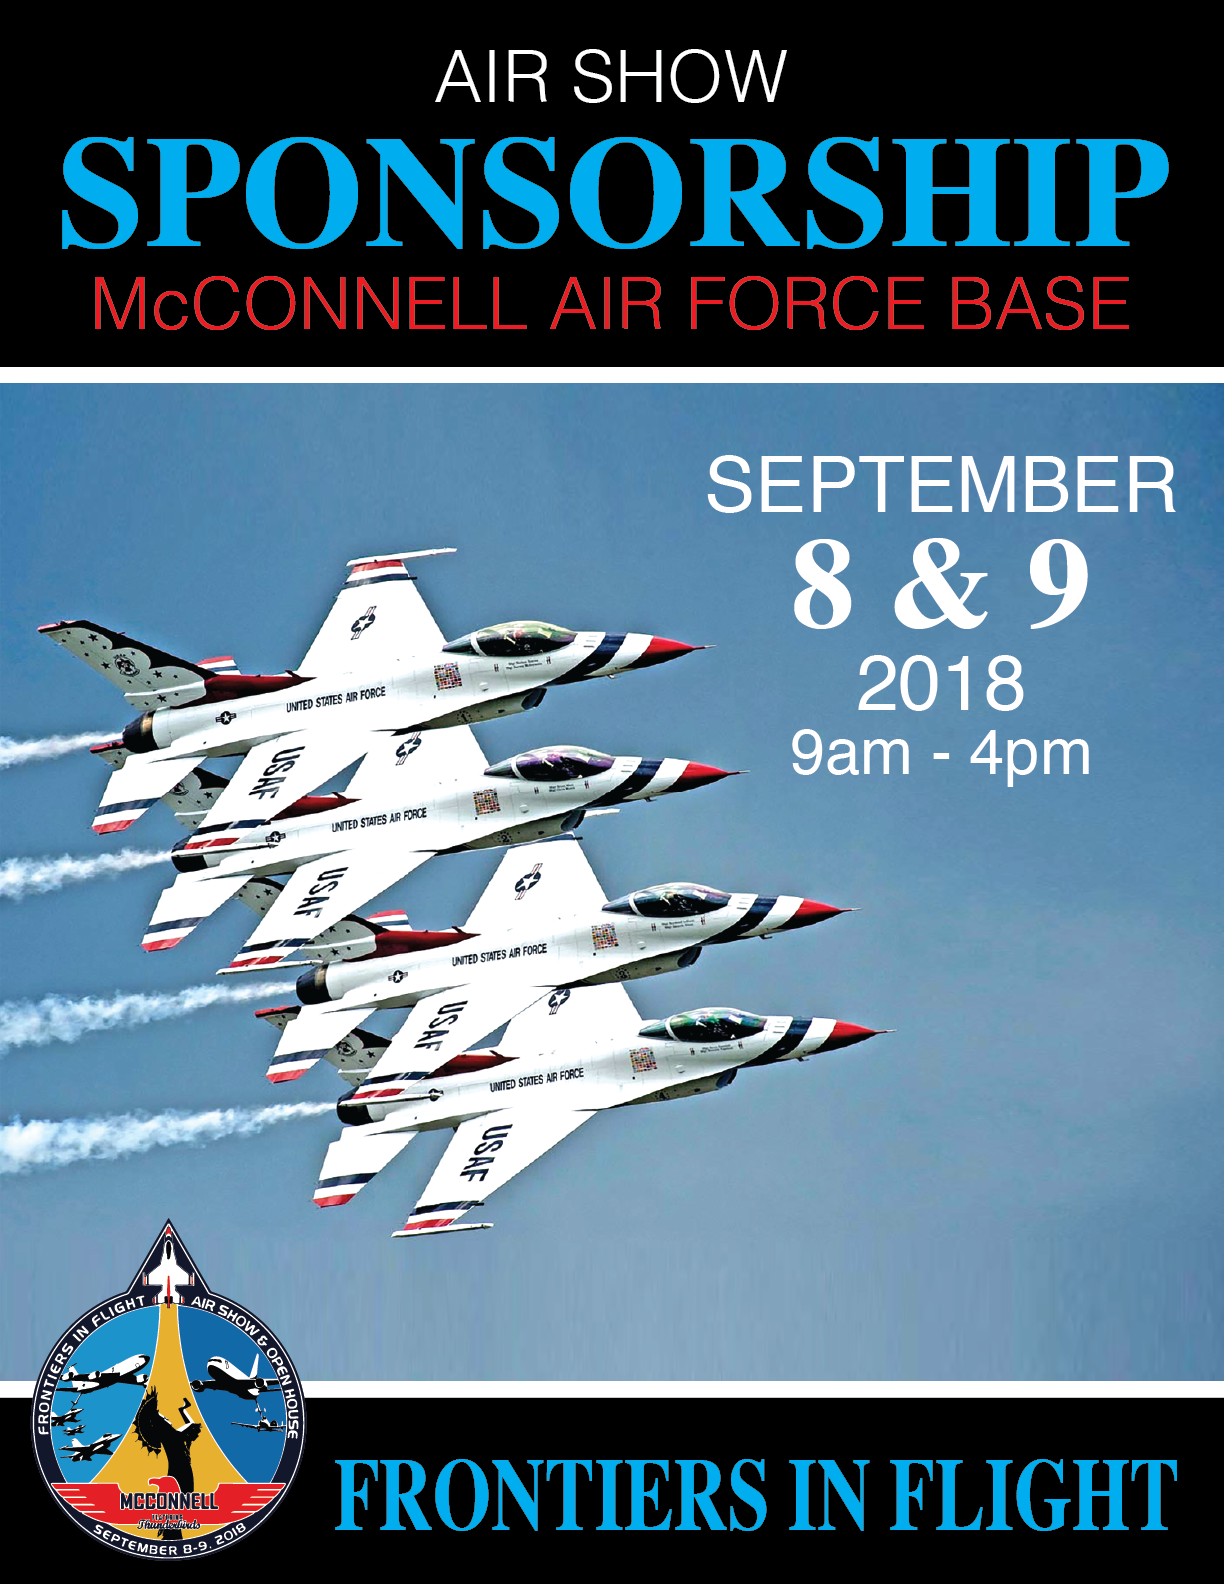 AIR SHOW
SPONSORSHIP
McCONNELL AIR FORCE BASE
SEPTEMBER
8 & 9
2018
9am - 4pm
UNITED STATES AIR FORCE
USAF
UNITED STATES AIR FORCE
USAF
UNITED STATES AIR FORCE
USAF
UNITED STATES AIR FORCE
USAF
FRONTIERS IN FLIGHT AIR SHOW & OPEN HOUSE
MCCONNELL
Thunderbirds
SEPTEMBER 8-9, 2018
FRONTIERS IN FLIGHT